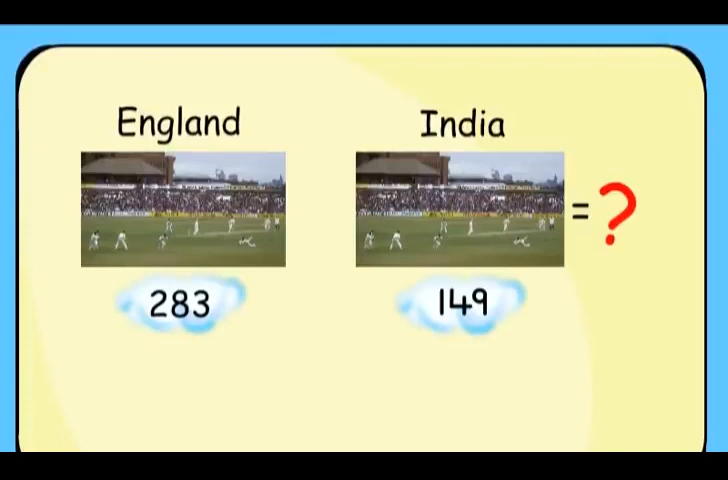 England
India
= ?
283
149